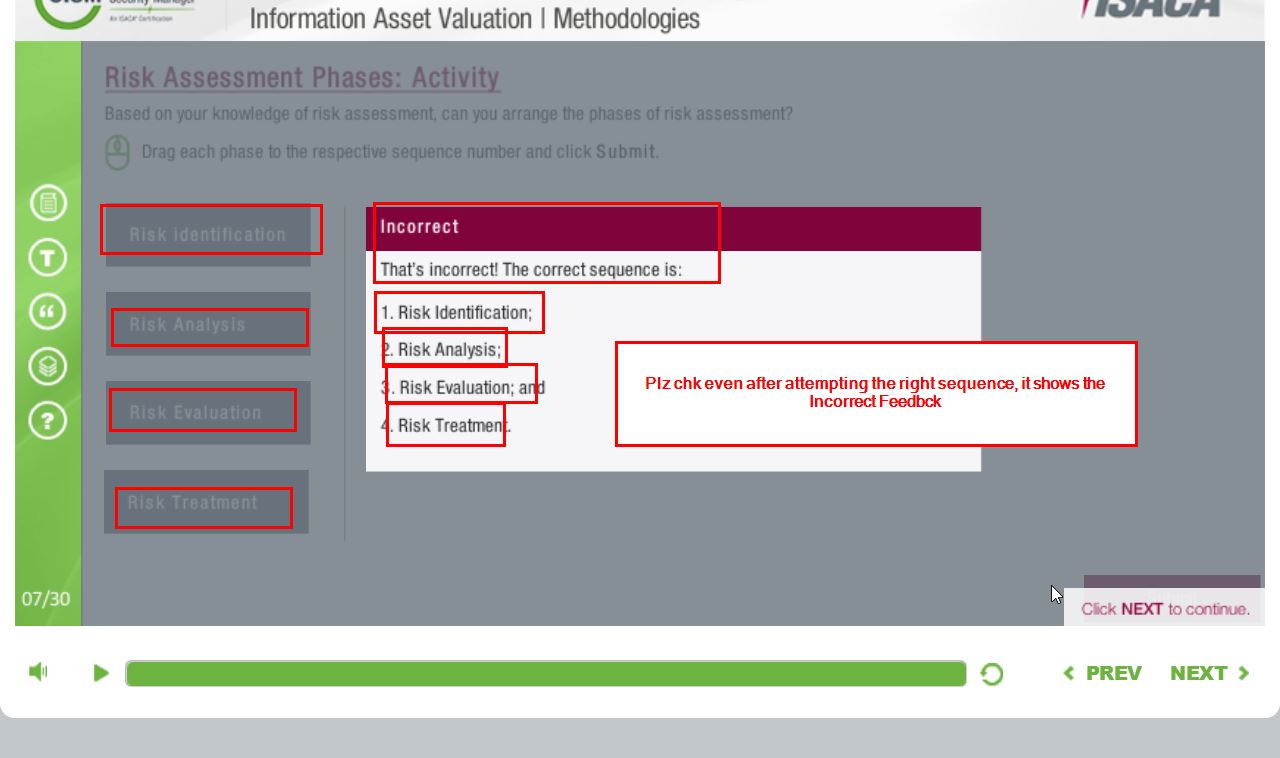 Security Manager
An ISACA® Certification
Information Asset Valuation | Methodologies
ISACA
Risk Assessment Phases: Activity
Based on your knowledge of risk assessment, can you arrange the phases of risk assessment?
Drag each phase to the respective sequence number and click Submit.
Risk identification
Risk Analysis
Risk Evaluation
Risk Treatment
Incorrect
That's incorrect! The correct sequence is:
1. Risk Identification;
2. Risk Analysis;
3. Risk Evaluation; and
4. Risk Treatment.
Plz chk even after attempting the right sequence, it shows the
Incorrect Feedbck
T
“
?
07/30
Click NEXT to continue.
PREV
NEXT